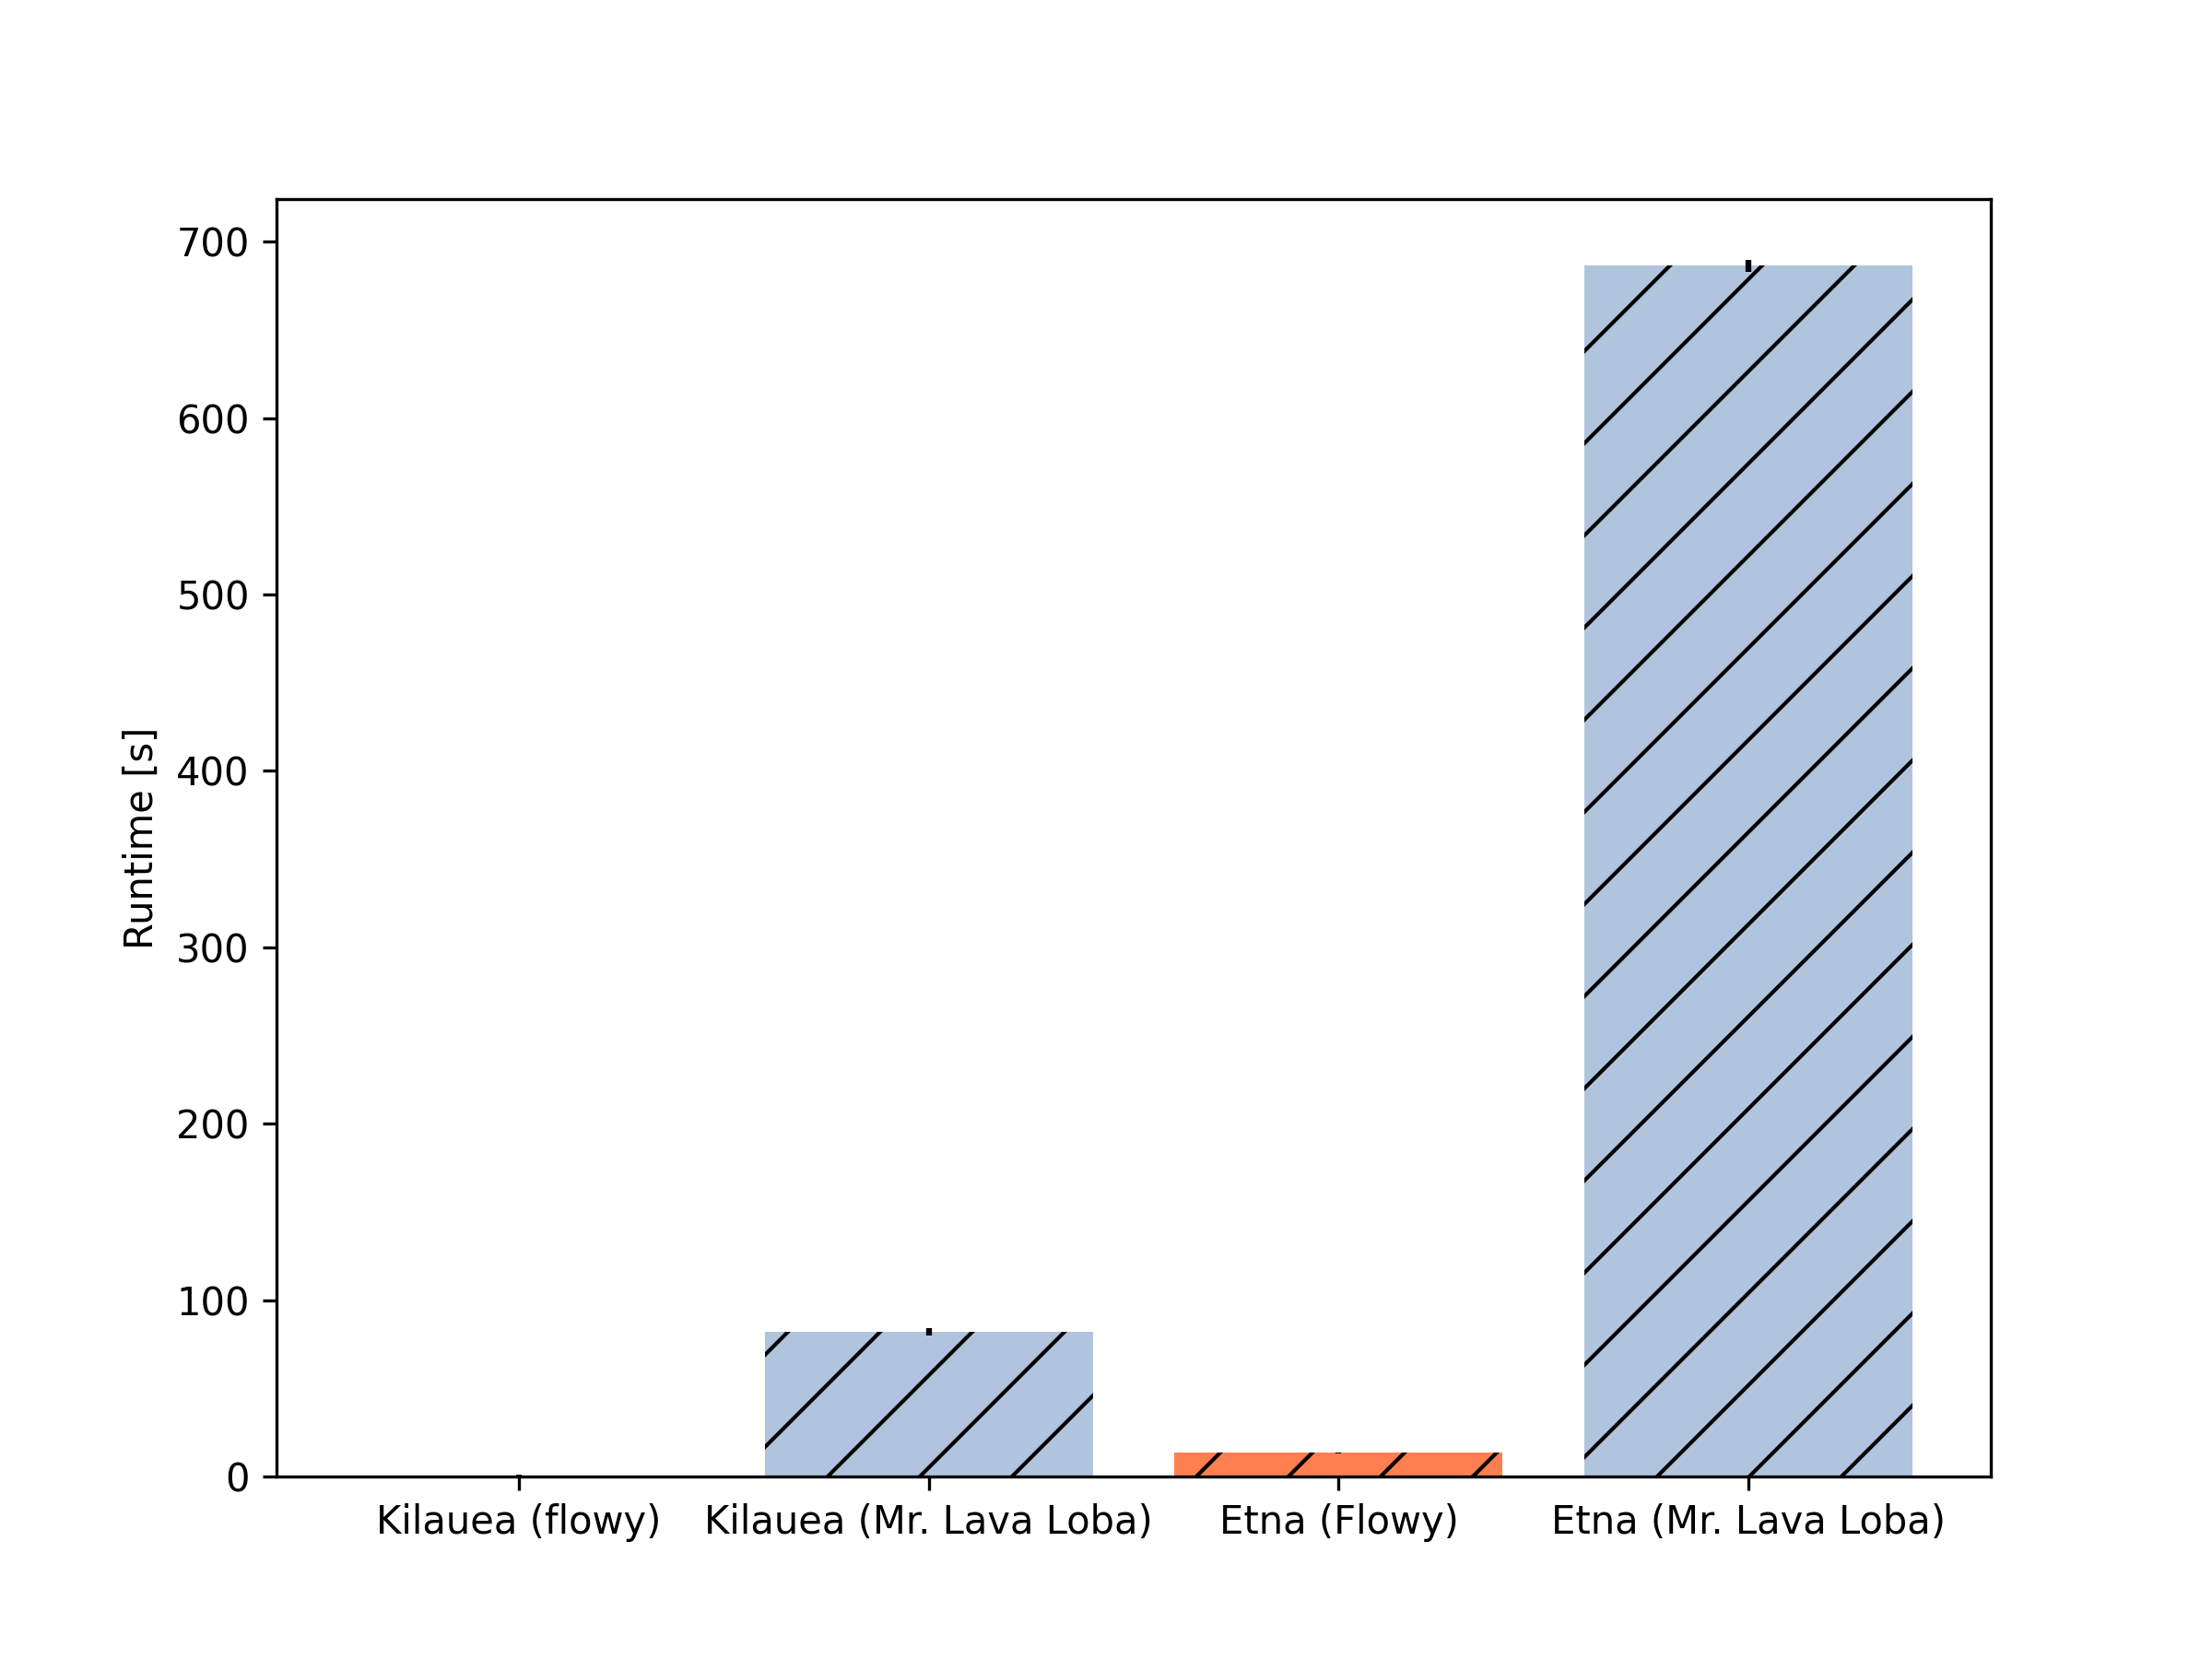 700
600
500
400
300
200
100
0
Runtime [s]
Kilauea (flowy)
Kilauea (Mr. Lava Loba)
Etna (Flowy)
Etna (Mr. Lava Loba)